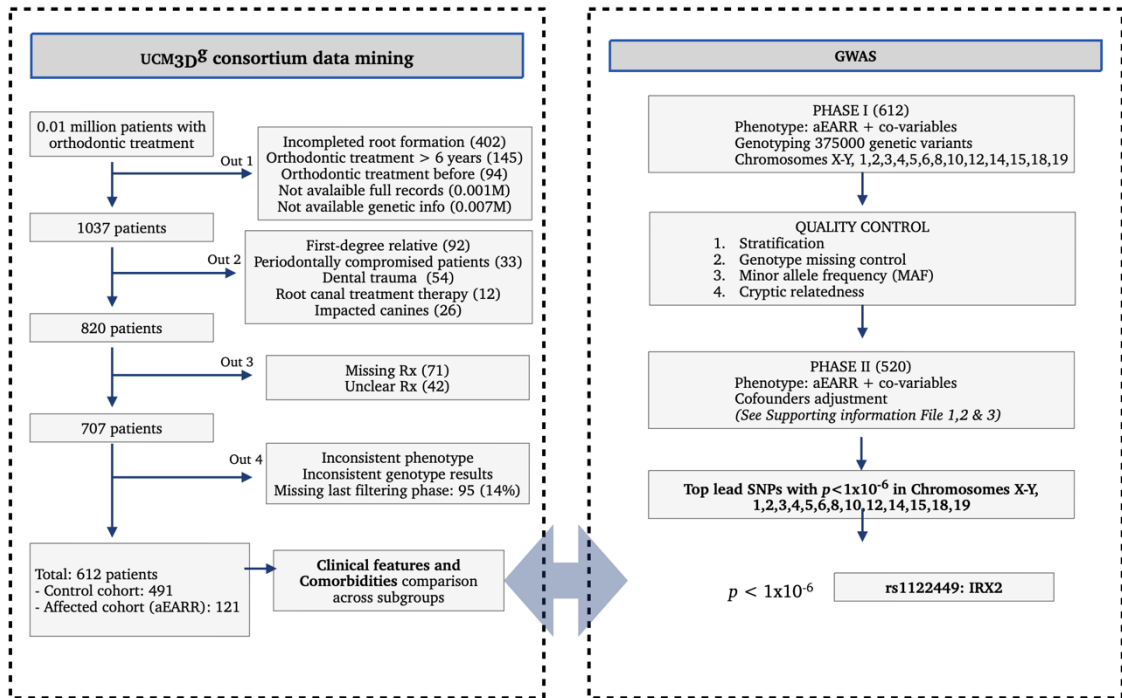 UCM3Dᵍ consortium data mining
0.01 million patients with
orthodontic treatment
Out 1
Incompleted root formation (402)
Orthodontic treatment > 6 years (145)
Orthodontic treatment before (94)
Not avalaible full records (0.001M)
Not available genetic info (0.007M)
1037 patients
Out 2
First-degree relative (92)
Periodontally compromised patients (33)
Dental trauma (54)
Root canal treatment therapy (12)
Impacted canines (26)
820 patients
Out 3
Missing Rx (71)
Unclear Rx (42)
707 patients
Out 4
Inconsistent phenotype
Inconsistent genotype results
Missing last filtering phase: 95 (14%)
Total: 612 patients
- Control cohort: 491
- Affected cohort (aEARR): 121
Clinical features and
Comorbidities comparison
across subgroups
GWAS
PHASE I (612)
Phenotype: aEARR + co-variables
Genotyping 375000 genetic variants
Chromosomes X-Y, 1,2,3,4,5,6,8,10,12,14,15,18,19
QUALITY CONTROL
1. Stratification
2. Genotype missing control
3. Minor allele frequency (MAF)
4. Cryptic relatedness
PHASE II (520)
Phenotype: aEARR + co-variables
Cofounders adjustment
(See Supporting information File 1,2 & 3)
Top lead SNPs with p<1x10⁻⁶ in Chromosomes X-Y,
1,2,3,4,5,6,8,10,12,14,15,18,19
p < 1x10⁻⁶
rs1122449: IRX2